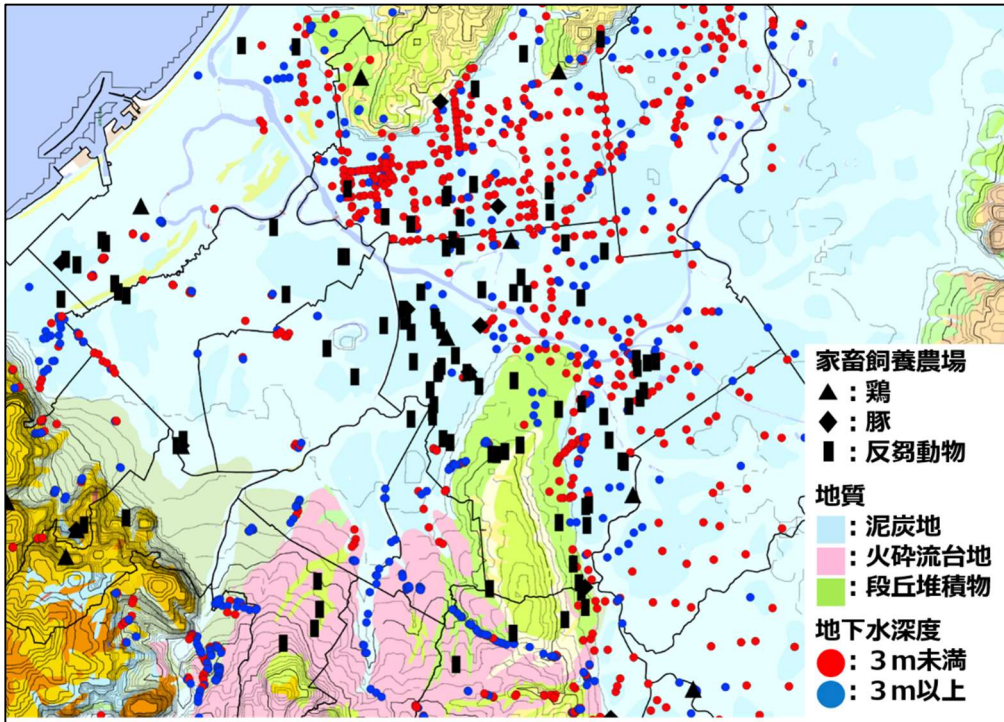 家畜飼養農場
▲:鶏
◆:豚
■:反芻動物
地質
:泥炭地
:火砕流台地
:段丘堆積物
地下水深度
:3m未満
:3m以上